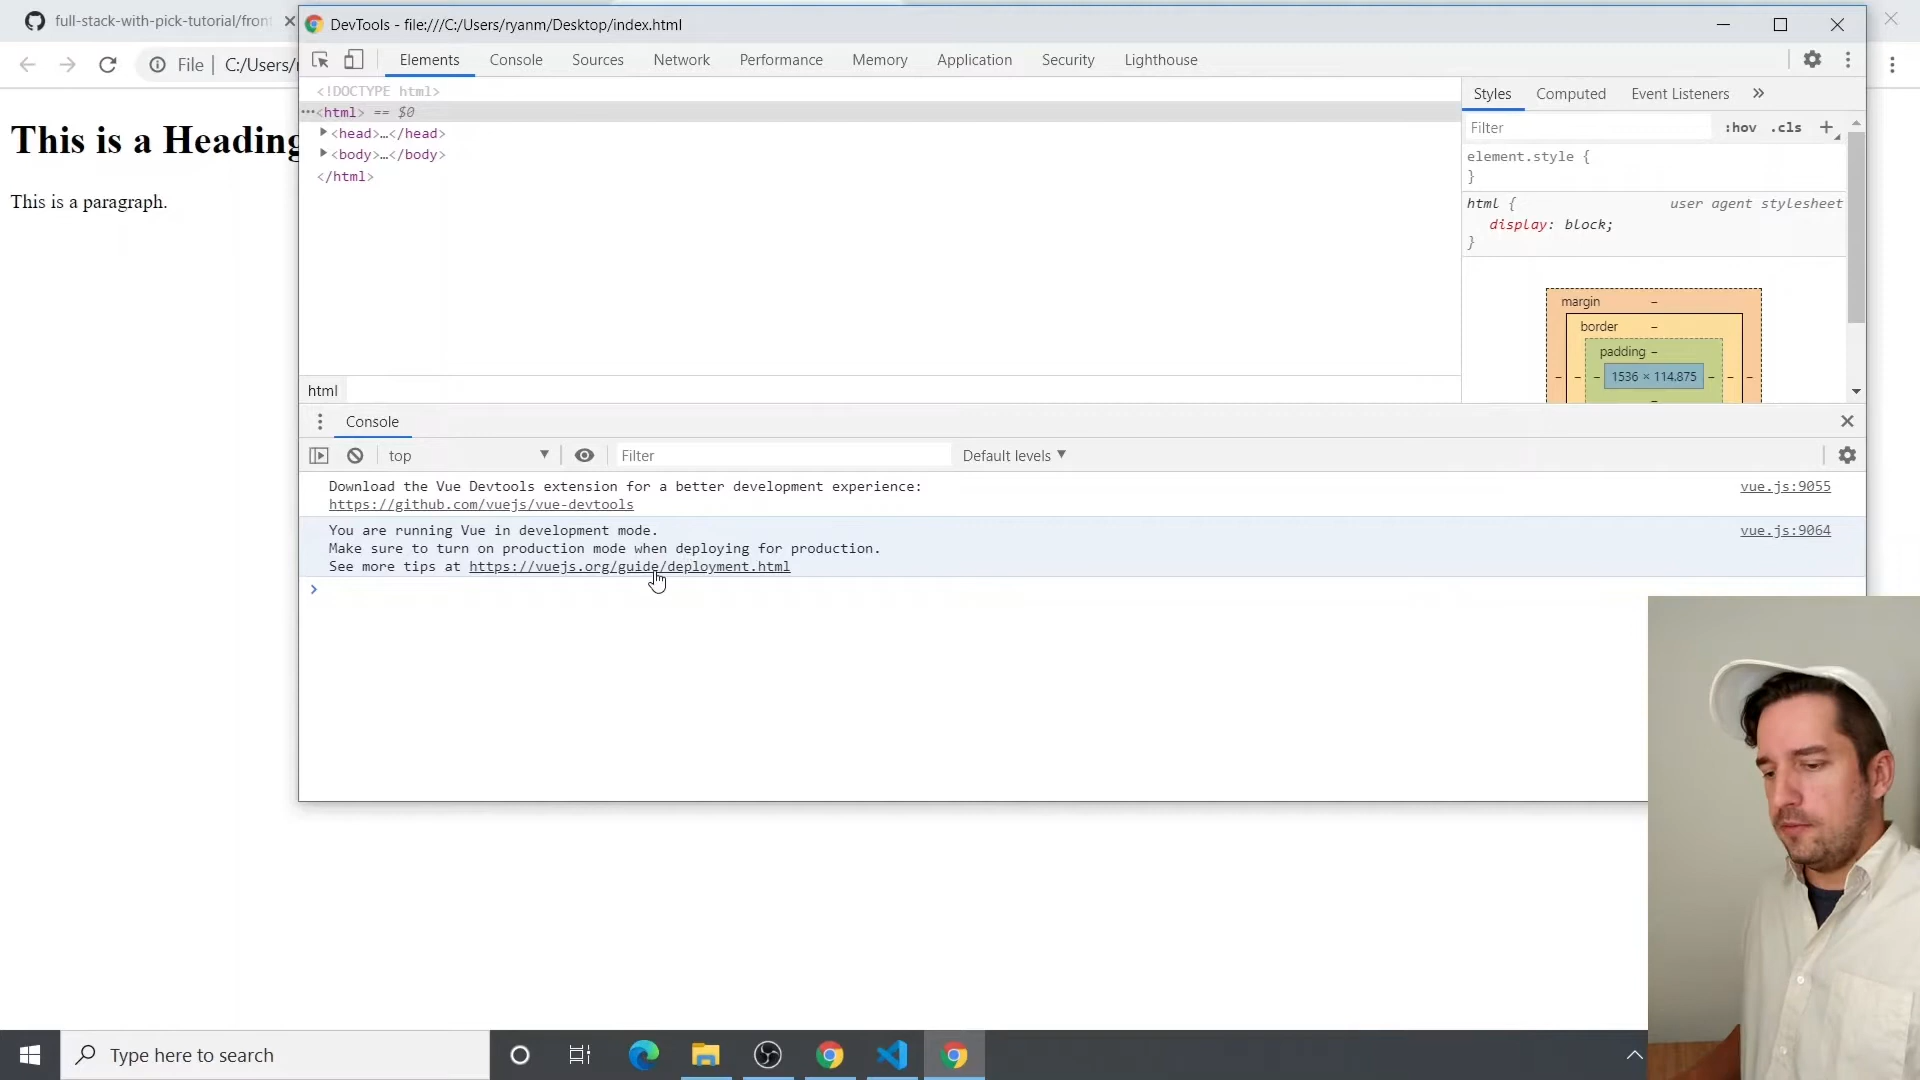 full-stack-with-pick-tutorial/front
DevTools - file:///C:/Users/ryanm/Desktop/index.html
File | C:/Users/
Elements Console Sources Network Performance Memory Application Security Lighthouse
<!DOCTYPE html>
Styles Computed Event Listeners »
···<html> == $0
Filter :hov .cls +
This is a Heading
<head>…</head>
<body>…</body>
element.style {
</html>
}
This is a paragraph.
html { user agent stylesheet
display: block;
}
margin –
border –
padding –
– – – 1536 × 114.875 – – –
html
Console
top Filter Default levels
Download the Vue Devtools extension for a better development experience: vue.js:9055
https://github.com/vuejs/vue-devtools
You are running Vue in development mode. vue.js:9064
Make sure to turn on production mode when deploying for production.
See more tips at https://vuejs.org/guide/deployment.html
Type here to search